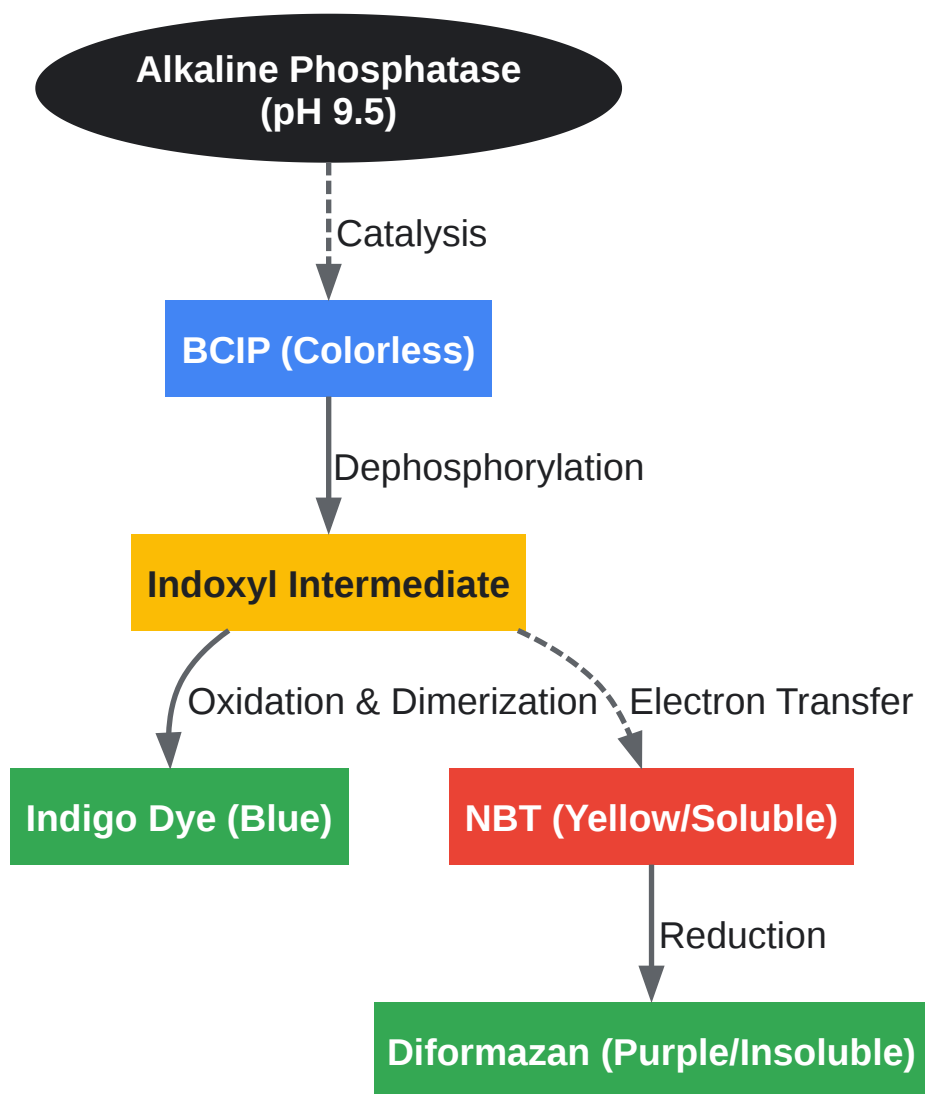 Alkaline Phosphatase
(pH 9.5)
Catalysis
BCIP (Colorless)
Dephosphorylation
Indoxyl Intermediate
Oxidation & Dimerization
Electron Transfer
Indigo Dye (Blue)
NBT (Yellow/Soluble)
Reduction
Diformazan (Purple/Insoluble)